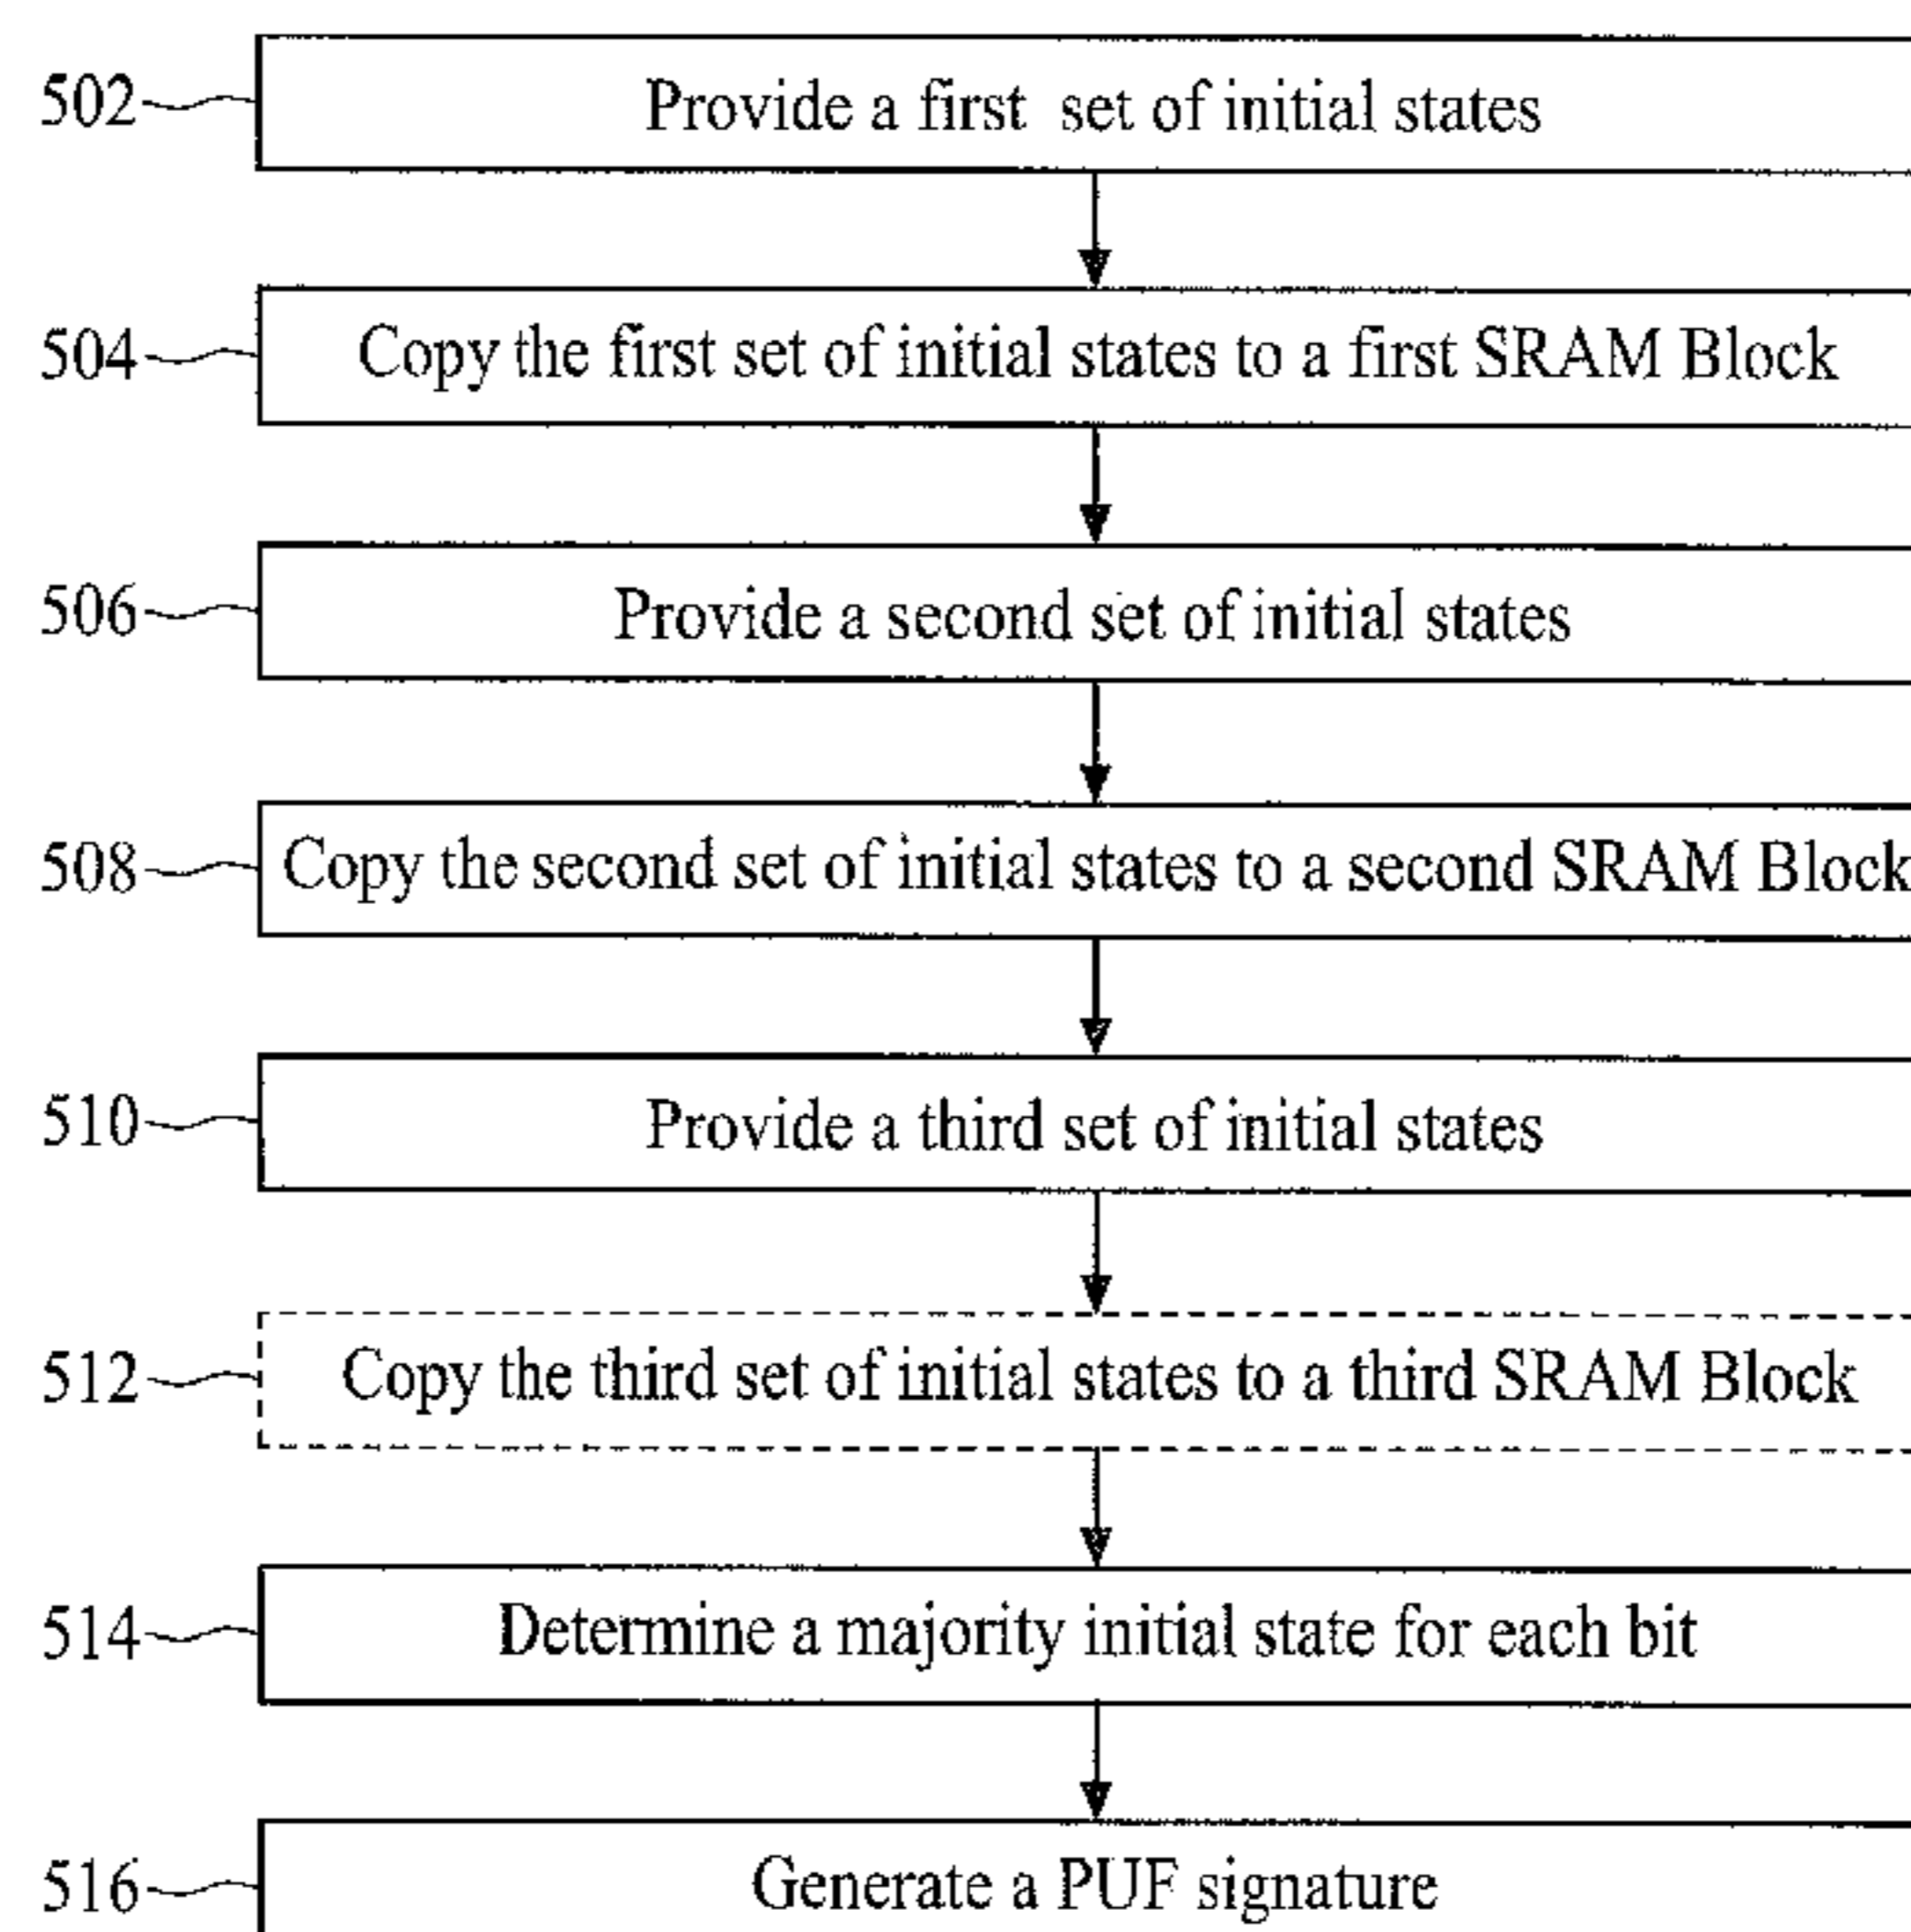 502 Provide a first set of initial states
504 Copy the first set of initial states to a first SRAM Block
506 Provide a second set of initial states
508 Copy the second set of initial states to a second SRAM Block
510 Provide a third set of initial states
512 Copy the third set of initial states to a third SRAM Block
514 Determine a majority initial state for each bit
516 Generate a PUF signature